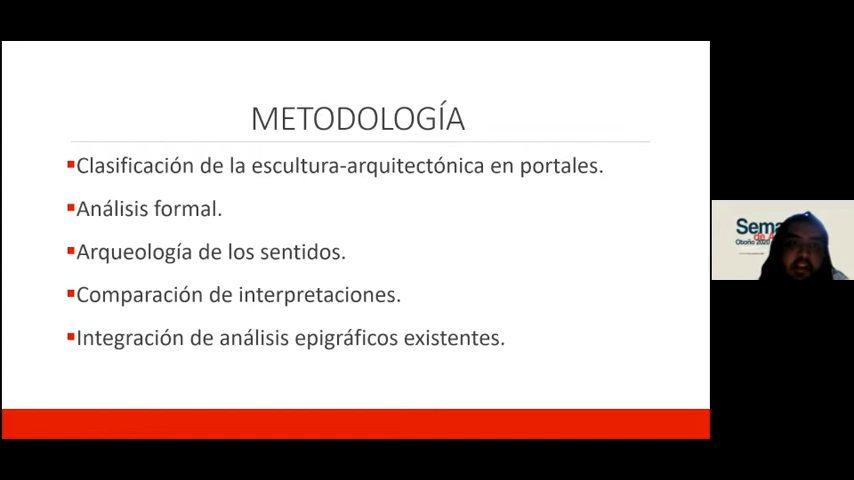 METODOLOGÍA
▪Clasificación de la escultura-arquitectónica en portales.
▪Análisis formal.
▪Arqueología de los sentidos.
▪Comparación de interpretaciones.
▪Integración de análisis epigráficos existentes.
Sema
de A
Otoño 2020